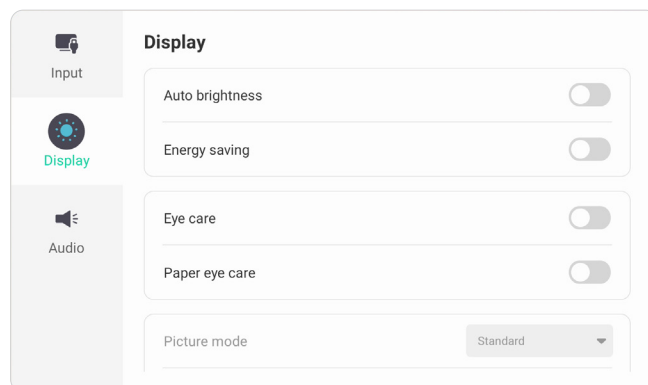 Input
Display
Audio
Display
Auto brightness
Energy saving
Eye care
Paper eye care
Picture mode
Standard